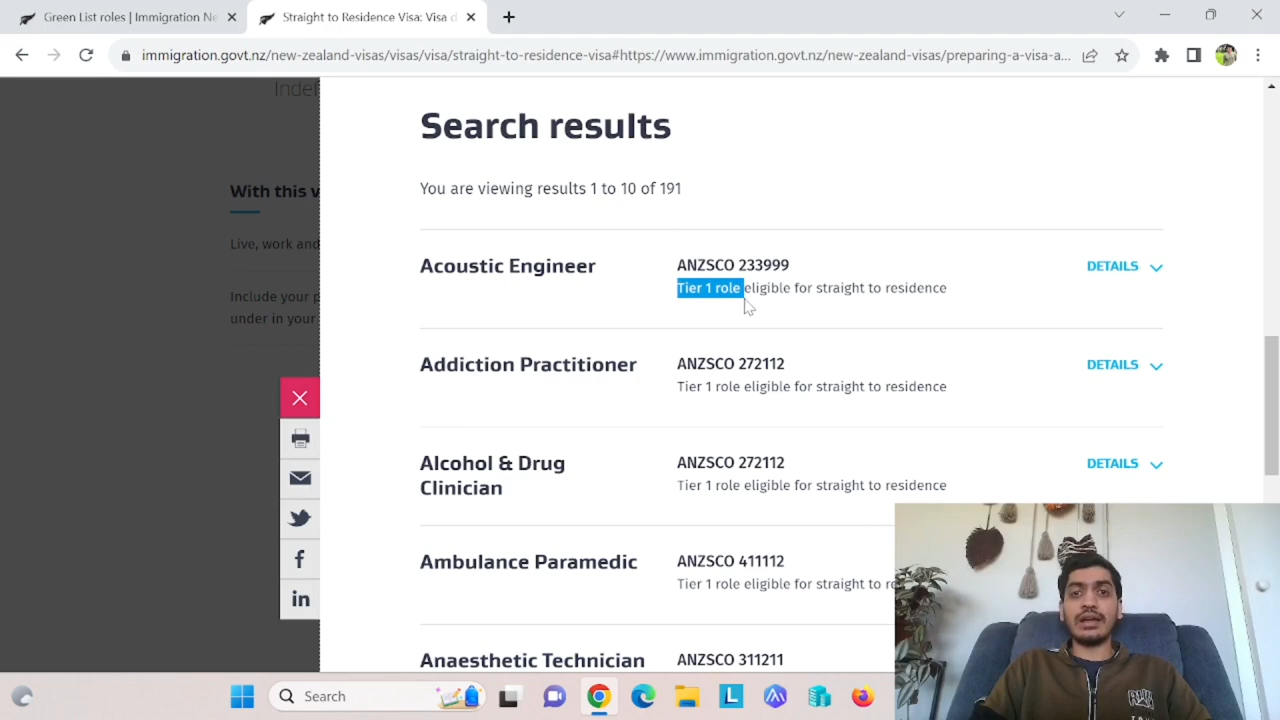 Green List roles | Immigration Ne
Straight to Residence Visa: Visa d
immigration.govt.nz/new-zealand-visas/visas/visa/straight-to-residence-visa#https://www.immigration.govt.nz/new-zealand-visas/preparing-a-visa-a...
Indef
With this v
Live, work and
Include your p
under in your
Search results
You are viewing results 1 to 10 of 191
Acoustic Engineer
ANZSCO 233999
Tier 1 role eligible for straight to residence
DETAILS
Addiction Practitioner
ANZSCO 272112
Tier 1 role eligible for straight to residence
DETAILS
Alcohol & Drug
Clinician
ANZSCO 272112
Tier 1 role eligible for straight to residence
DETAILS
Ambulance Paramedic
ANZSCO 411112
Tier 1 role eligible for straight to re
Anaesthetic Technician
ANZSCO 311211
Search